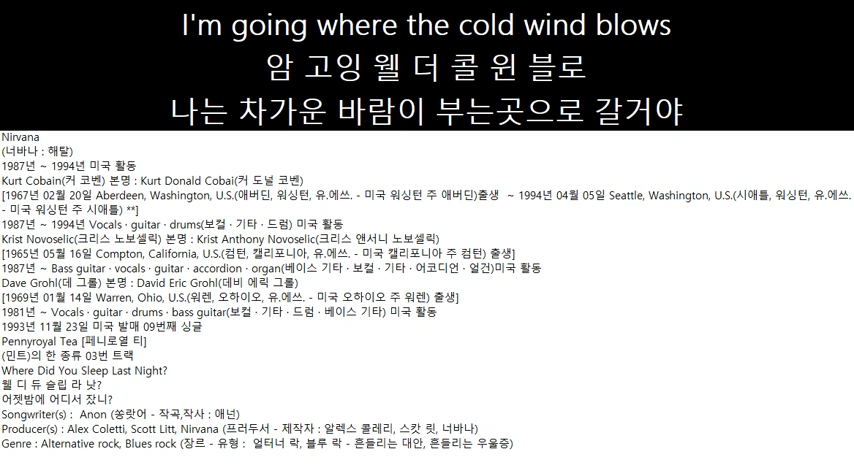 I'm going where the cold wind blows
암 고잉 웰 더 콜 윈 블로
나는 차가운 바람이 부는곳으로 갈거야
Nirvana
(너바나 : 해탈)
1987년 ~ 1994년 미국 활동
Kurt Cobain(커 코벤) 본명 : Kurt Donald Cobai(커 도널 코벤)
[1967년 02월 20일 Aberdeen, Washington, U.S.(애버딘, 워싱턴, 유.에쓰. - 미국 워싱턴 주 애버딘)출생 ~ 1994년 04월 05일 Seattle, Washington, U.S.(시애틀, 워싱턴, 유.에쓰.
- 미국 워싱턴 주 시애틀) **]
1987년 ~ 1994년 Vocals · guitar · drums(보컬 · 기타 · 드럼) 미국 활동
Krist Novoselic(크리스 노보셀릭) 본명 : Krist Anthony Novoselic(크리스 앤서니 노보셀릭)
[1965년 05월 16일 Compton, California, U.S.(컴턴, 캘리포니아, 유.에쓰. - 미국 캘리포니아 주 컴턴) 출생]
1987년 ~ Bass guitar · vocals · guitar · accordion · organ(베이스 기타 · 보컬 · 기타 · 어코디언 · 얼건)미국 활동
Dave Grohl(데 그롤) 본명 : David Eric Grohl(데비 에릭 그롤)
[1969년 01월 14일 Warren, Ohio, U.S.(워렌, 오하이오, 유.에쓰. - 미국 오하이오 주 워렌) 출생]
1981년 ~ Vocals · guitar · drums · bass guitar(보컬 · 기타 · 드럼 · 베이스 기타) 미국 활동
1993년 11월 23일 미국 발매 09번째 싱글
Pennyroyal Tea [페니로열 티]
(민트)의 한 종류 03번 트랙
Where Did You Sleep Last Night?
웰 디 듀 슬립 라 낫?
어젯밤에 어디서 잤니?
Songwriter(s) : Anon (쏭랏어 - 작곡,작사 : 애넌)
Producer(s) : Alex Coletti, Scott Litt, Nirvana (프러두서 - 제작자 : 알렉스 콜레리, 스캇 릿, 너바나)
Genre : Alternative rock, Blues rock (장르 - 유형 : 얼터너 락, 블루 락 - 흔들리는 대안, 흔들리는 우울증)